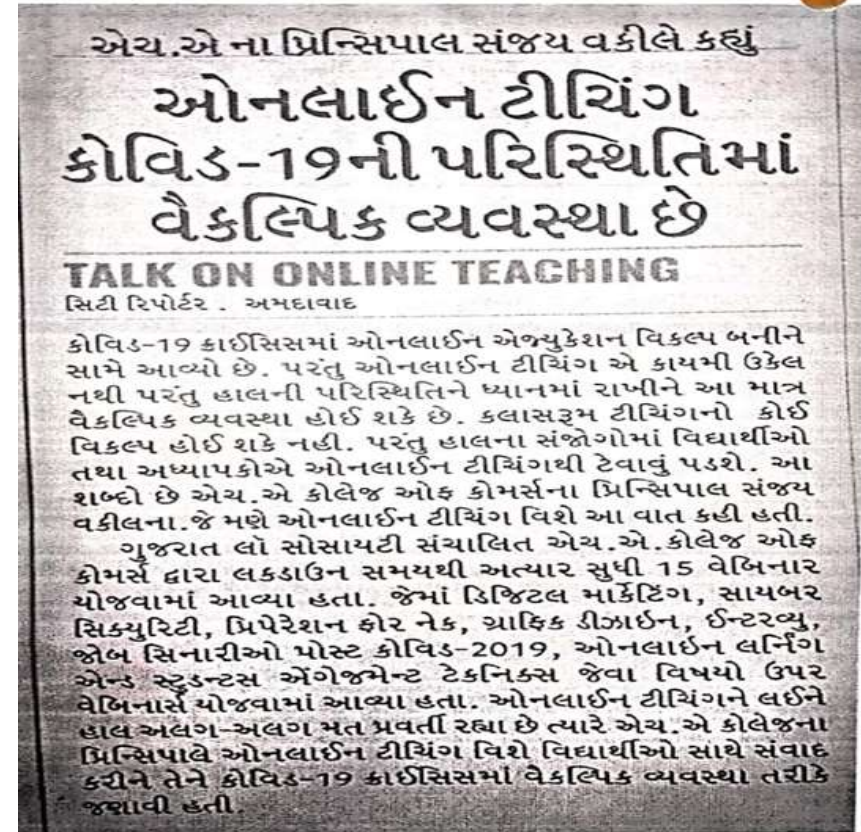 એચ.એ ના પ્રિન્સિપાલ સંજય વકીલે કહ્યું
ઓનલાઈન ટીચિંગ
કોવિડ-19ની પરિસ્થિતિમાં
વૈકલ્પિક વ્યવસ્થા છે
TALK ON ONLINE TEACHING
સિટી રિપોર્ટર . અમદાવાદ
કોવિડ-19 ક્રાઈસિસમાં ઓનલાઈન એજ્યુકેશન વિકલ્પ બનીને
સામે આવ્યો છે. પરંતુ ઓનલાઈન ટીચિંગ એ કાયમી ઉકેલ
નથી પરંતુ હાલની પરિસ્થિતિને ધ્યાનમાં રાખીને આ માત્ર
વૈકલ્પિક વ્યવસ્થા હોઈ શકે છે. કલાસરૂમ ટીચિંગનો કોઈ
વિકલ્પ હોઈ શકે નહી. પરંતુ હાલના સંજોગોમાં વિદ્યાર્થીઓ
તથા અધ્યાપકોએ ઓનલાઈન ટીચિંગથી ટેવાવું પડશે. આ
શબ્દો છે એચ.એ કોલેજ ઓફ કોમર્સના પ્રિન્સિપાલ સંજય
વકીલના.જે મણે ઓનલાઈન ટીચિંગ વિશે આ વાત કહી હતી.
ગુજરાત લૉ સોસાયટી સંચાલિત એચ.એ.કોલેજ ઓફ
કોમર્સ દ્વારા લકડાઉન સમયથી અત્યાર સુધી 15 વેબિનાર
યોજવામાં આવ્યા હતા. જેમાં ડિજિટલ માર્કેટિંગ, સાયબર
સિક્યુરિટી, પ્રિપેરેશન ફોર નેક, ગ્રાફિક ડીઝાઇન, ઈન્ટરવ્યુ,
જોબ સિનારીઓ પોસ્ટ કોવિડ-2019, ઓનલાઇન લર્નિંગ
એન્ડ સ્ટુડન્ટસ એંગેજમેન્ટ ટેકનિક્સ જેવા વિષયો ઉપર
વેબિનાર્સ યોજવામાં આવ્યા હતા. ઓનલાઈન ટીચિંગને લઈને
હાલ અલગ-અલગ મત પ્રવર્તી રહ્યા છે ત્યારે એચ.એ કોલેજના
પ્રિન્સિપાલે ઓનલાઈન ટીચિંગ વિશે વિદ્યાર્થીઓ સાથે સંવાદ
કરીને તેને કોવિડ-19 ક્રાઈસિસમાં વૈકલ્પિક વ્યવસ્થા તરીકે
જણાવી હતી.